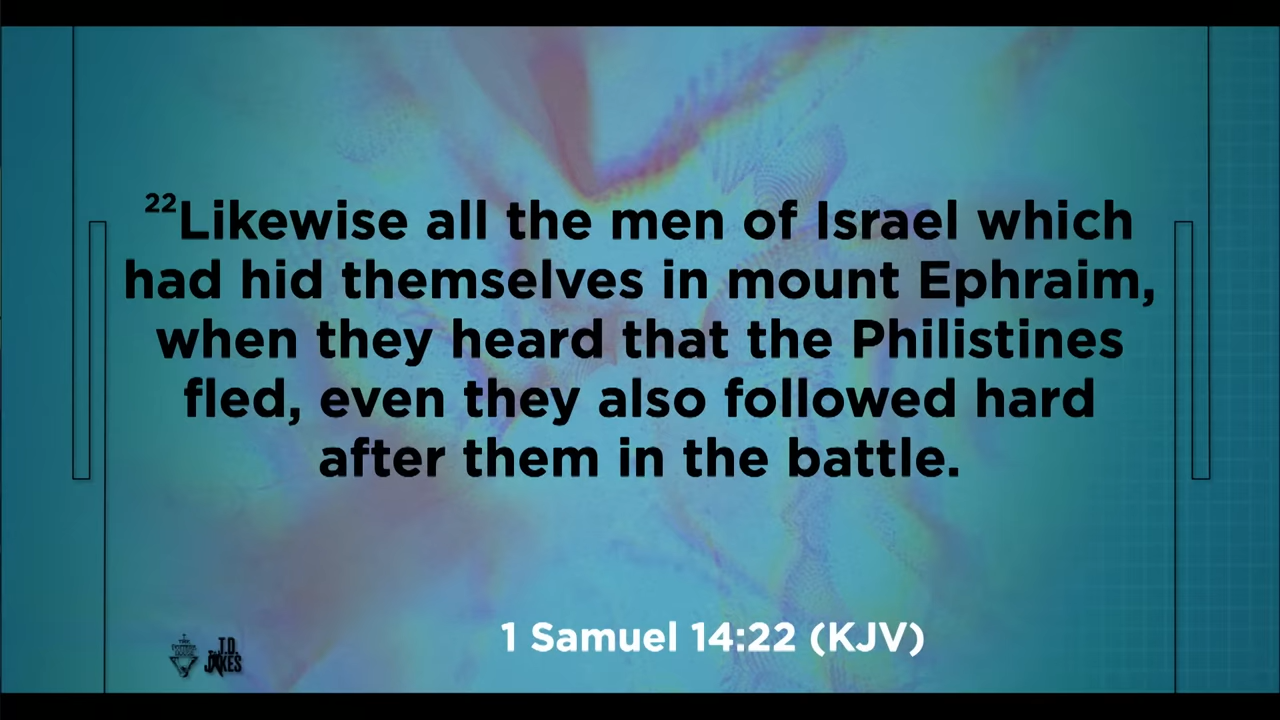 22Likewise all the men of Israel which
had hid themselves in mount Ephraim,
when they heard that the Philistines
fled, even they also followed hard
after them in the battle.
1 Samuel 14:22 (KJV)
T.D.
JAKES